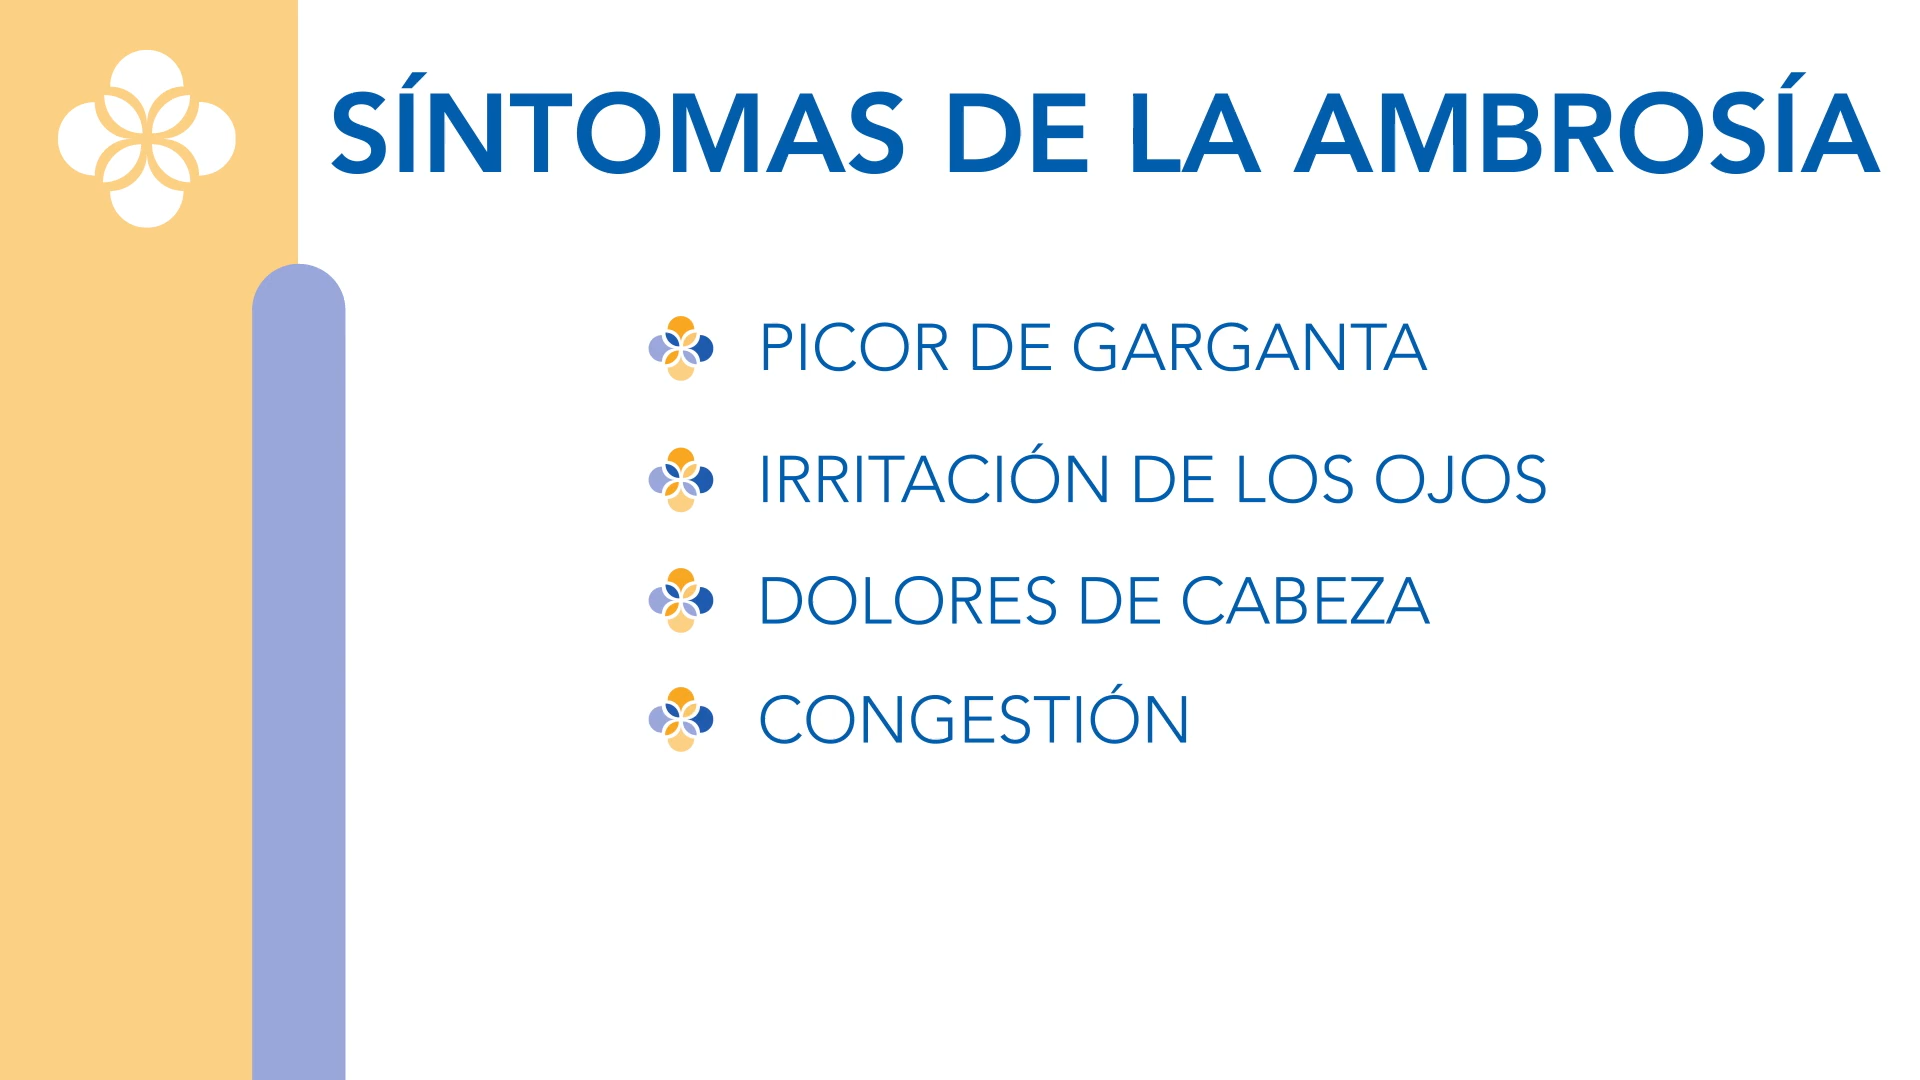 SÍNTOMAS DE LA AMBROSÍA
PICOR DE GARGANTA
IRRITACIÓN DE LOS OJOS
DOLORES DE CABEZA
CONGESTIÓN